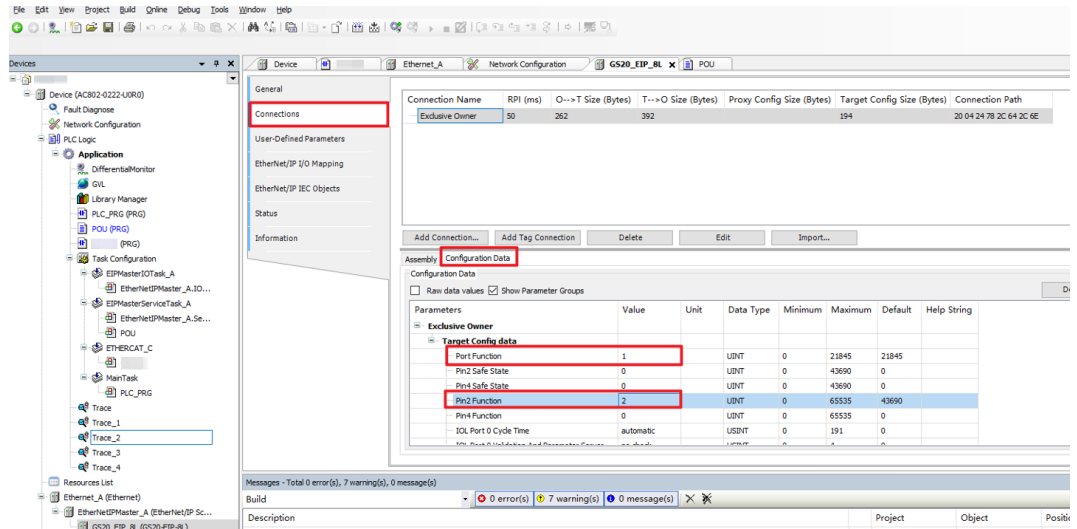 File Edit View Project Build Online Debug Tools Window Help
Devices
Device
Ethernet_A
Network Configuration
GS20_EIP_8L
POU
Device (AC802-0222-U0R0)
Fault Diagnose
Network Configuration
PLC Logic
Application
DifferentialMonitor
GVL
Library Manager
PLC_PRG (PRG)
POU (PRG)
(PRG)
Task Configuration
EIPMasterIOTask_A
EtherNetIPMaster_A.IO...
EIPMasterServiceTask_A
EtherNetIPMaster_A.Se...
POU
ETHERCAT_C
MainTask
PLC_PRG
Trace
Trace_1
Trace_2
Trace_3
Trace_4
Resources List
Ethernet_A (Ethernet)
EtherNetIPMaster_A (EtherNet/IP Sc...
GS20_EIP_8L (GS20-EIP-8L)
General
Connections
User-Defined Parameters
EtherNet/IP I/O Mapping
EtherNet/IP IEC Objects
Status
Information
Connection Name RPI (ms) O-->T Size (Bytes) T-->O Size (Bytes) Proxy Config Size (Bytes) Target Config Size (Bytes) Connection Path
Exclusive Owner 50 262 392 194 20 04 24 78 2C 64 2C 6E
Add Connection... Add Tag Connection Delete Edit Import...
Assembly Configuration Data
Configuration Data
Raw data values Show Parameter Groups
Parameters Value Unit Data Type Minimum Maximum Default Help String
Exclusive Owner
Target Config data
Port Function 1 UINT 0 21845 21845
Pin2 Safe State 0 UINT 0 43690 0
Pin4 Safe State 0 UINT 0 43690 0
Pin2 Function 2 UINT 0 65535 43690
Pin4 Function 0 UINT 0 65535 0
IOL Port 0 Cycle Time automatic USINT 0 191 0
Messages - Total 0 error(s), 7 warning(s), 0 message(s)
Build 0 error(s) 7 warning(s) 0 message(s)
Description Project Object